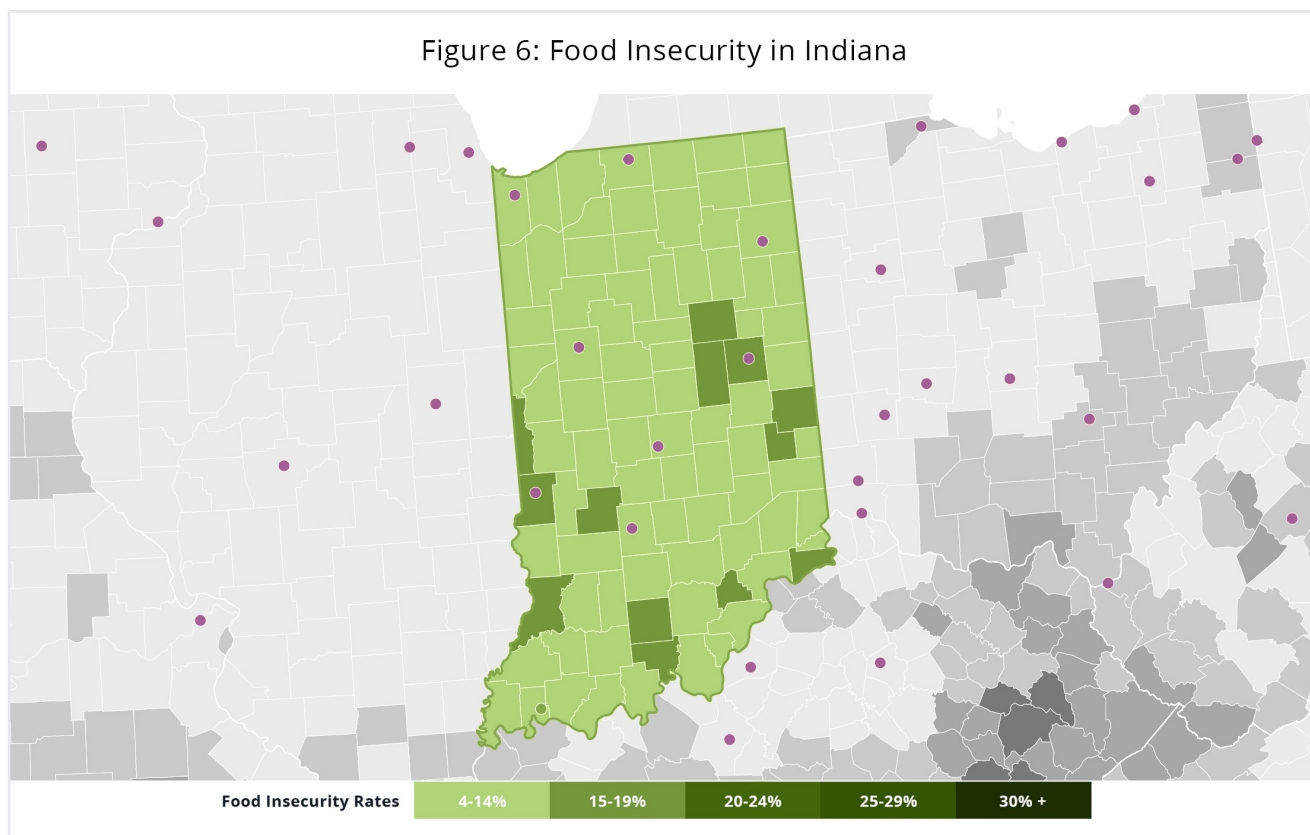 Figure 6: Food Insecurity in Indiana
Food Insecurity Rates 4-14% 15-19% 20-24% 25-29% 30% +